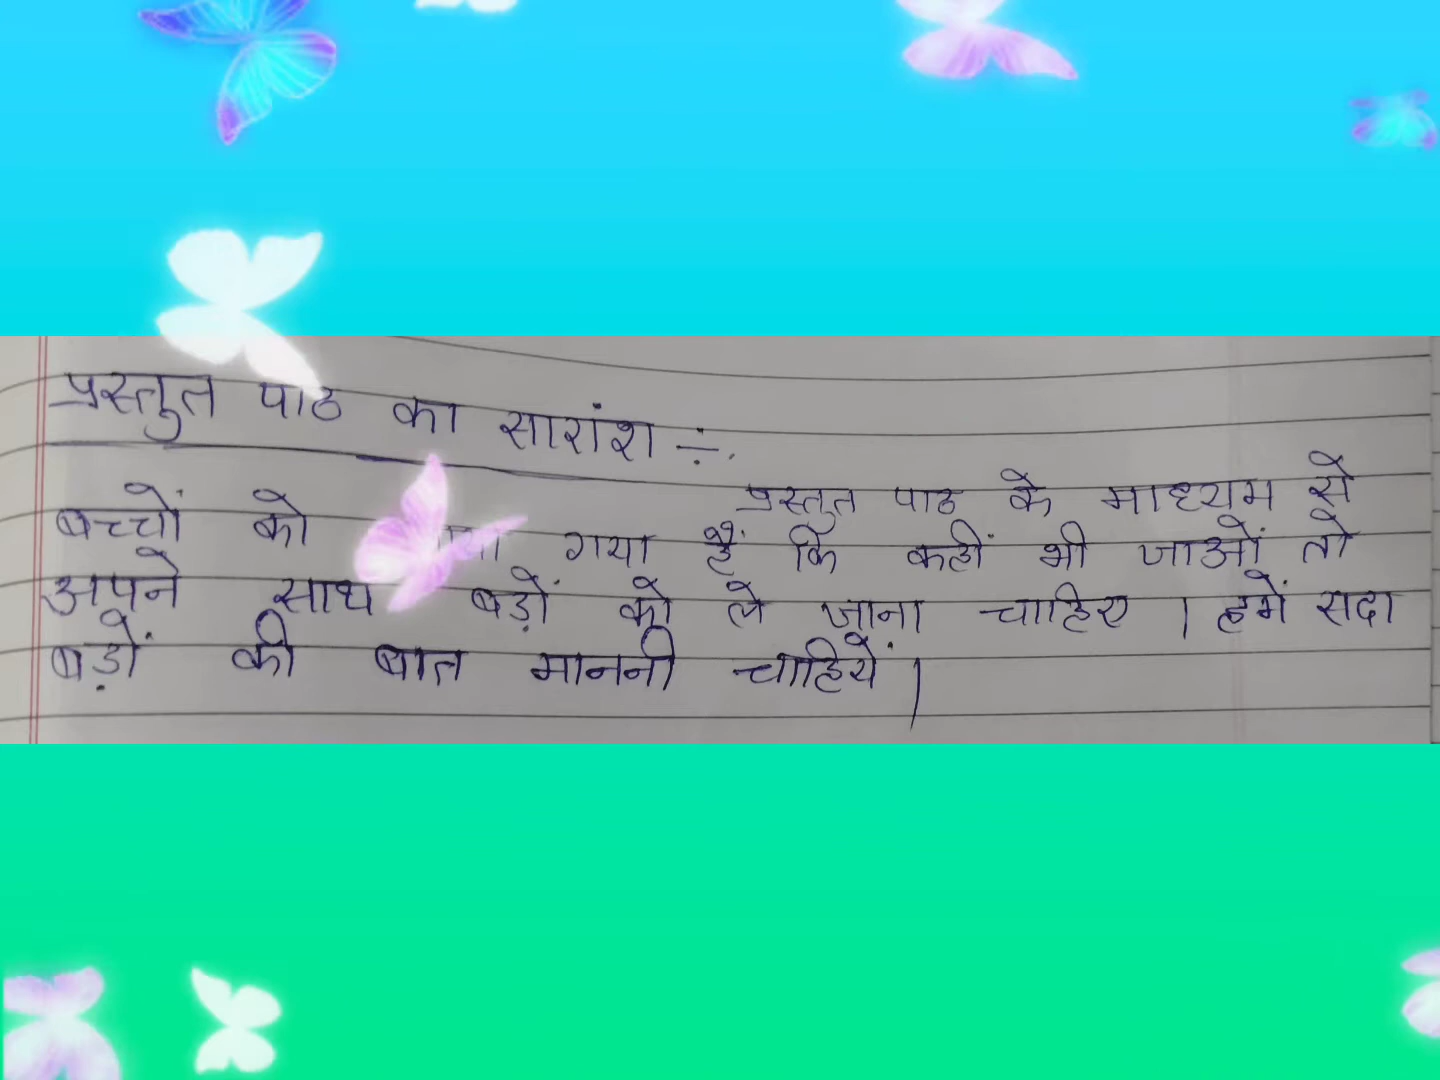 प्रस्तुत पाठ का सारांश ÷.
प्रस्तुत पाठ के माध्यम से
बच्चों को गया हैं कि कहीं भी जाओं तो
अपने साथ बड़ों को ले जाना चाहिए । हमें सदा
बड़ों की बात माननी चाहियें ।